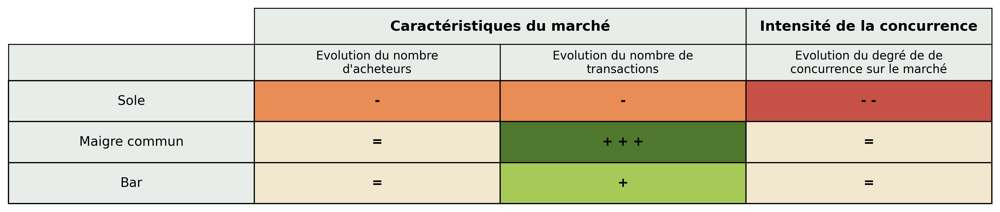 Caractéristiques du marché
Intensité de la concurrence
Evolution du nombre
d'acheteurs
Evolution du nombre de
transactions
Evolution du degré de de
concurrence sur le marché
Sole
-
-
- -
Maigre commun
=
+ + +
=
Bar
=
+
=